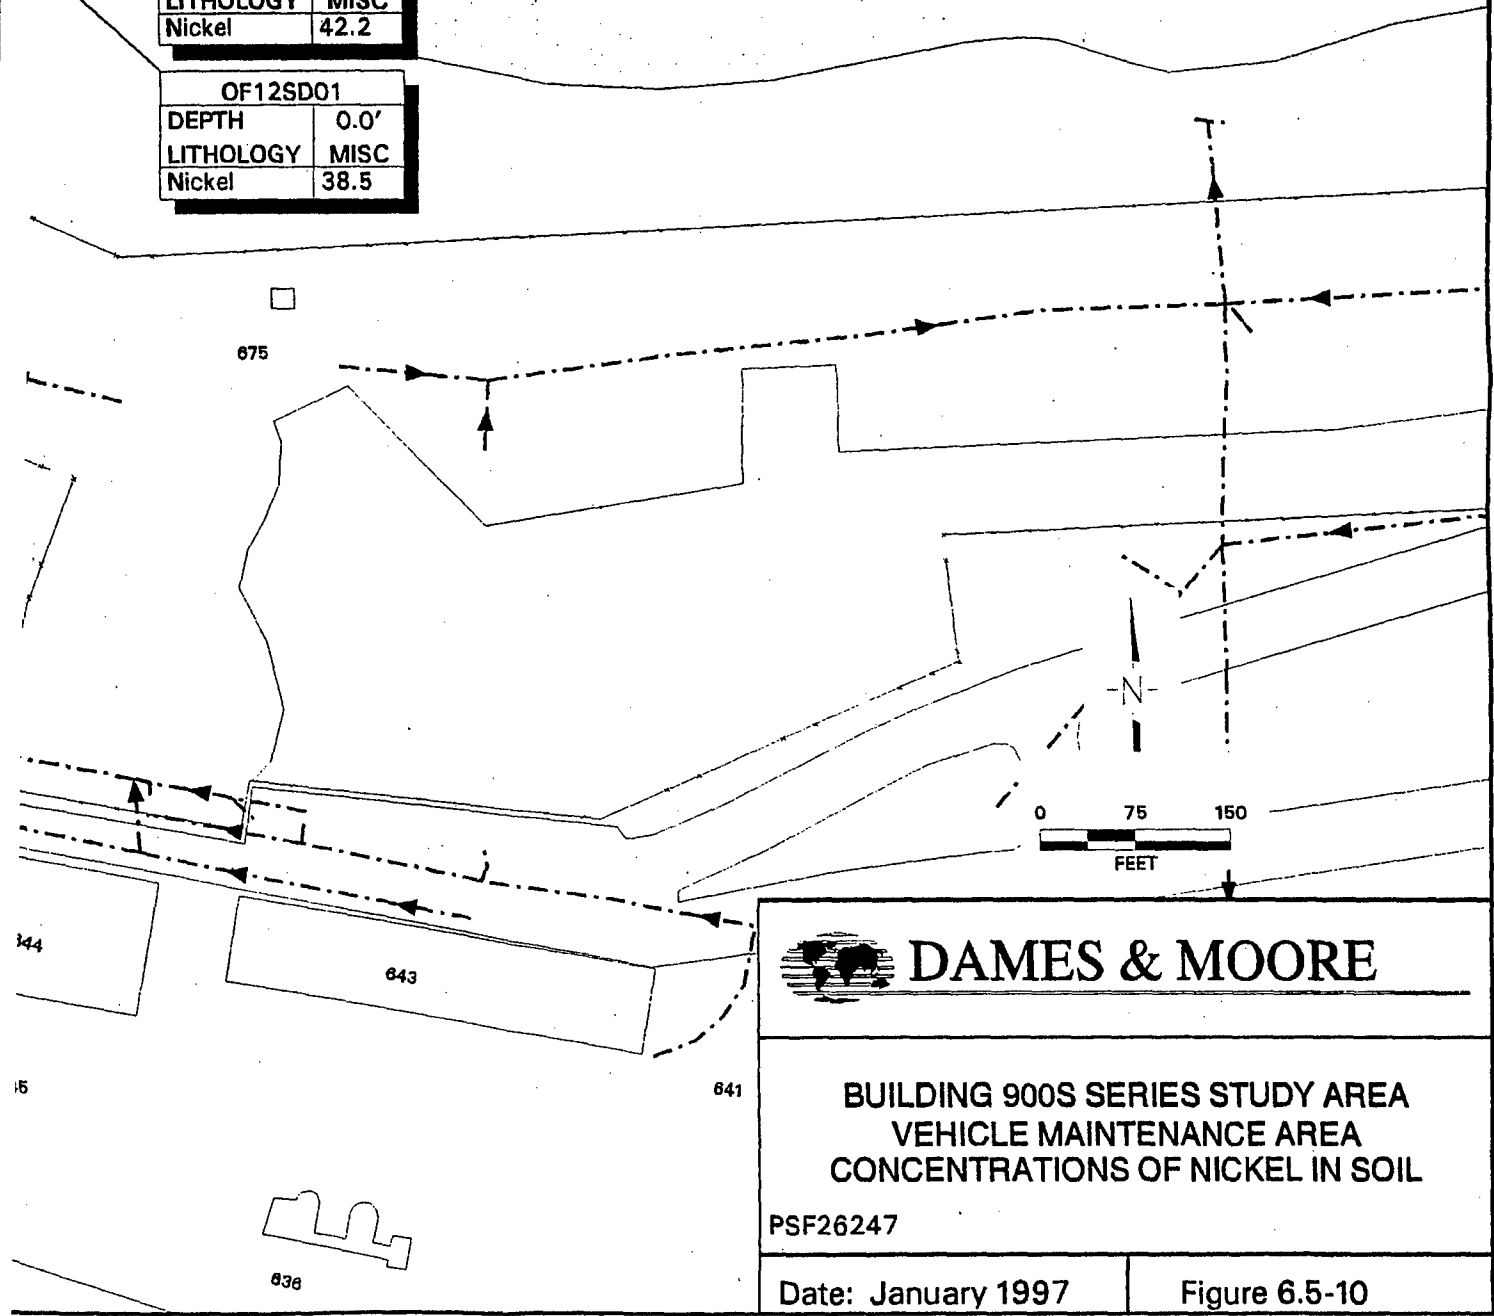 LITHOLOGY MISC
Nickel 42.2
OF12SD01
DEPTH 0.0'
LITHOLOGY MISC
Nickel 38.5
675
N
0 75 150
FEET
643
641
636
DAMES & MOORE
BUILDING 900S SERIES STUDY AREA
VEHICLE MAINTENANCE AREA
CONCENTRATIONS OF NICKEL IN SOIL
PSF26247
Date: January 1997 Figure 6.5-10